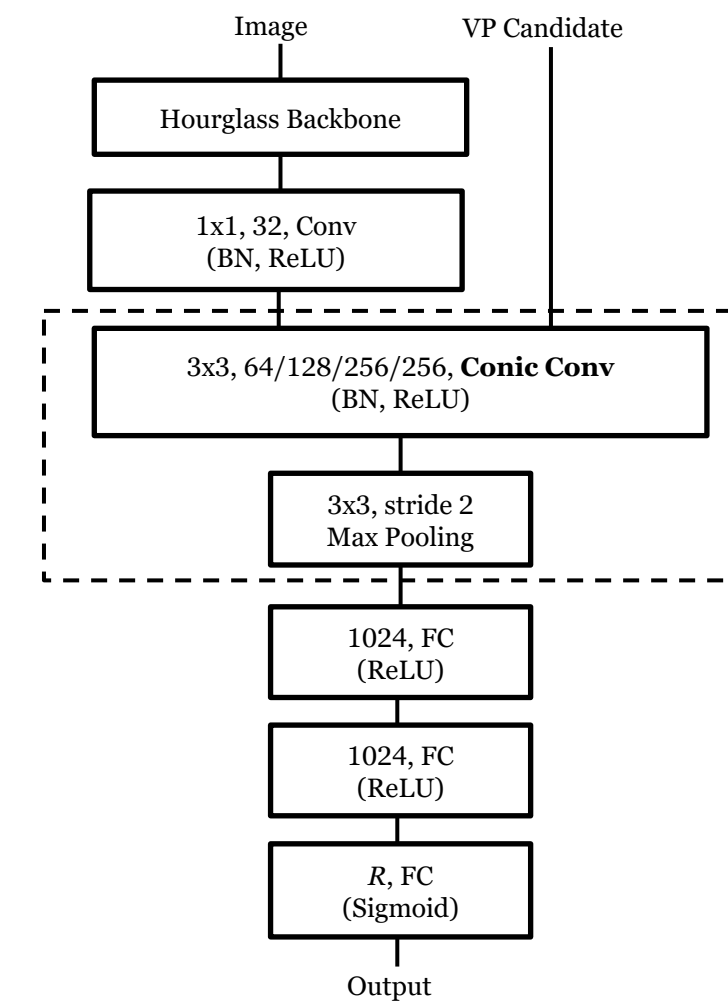 Image
VP Candidate
Hourglass Backbone
1x1, 32, Conv
(BN, ReLU)
3x3, 64/128/256/256, Conic Conv
(BN, ReLU)
3x3, stride 2
Max Pooling
1024, FC
(ReLU)
1024, FC
(ReLU)
R, FC
(Sigmoid)
Output